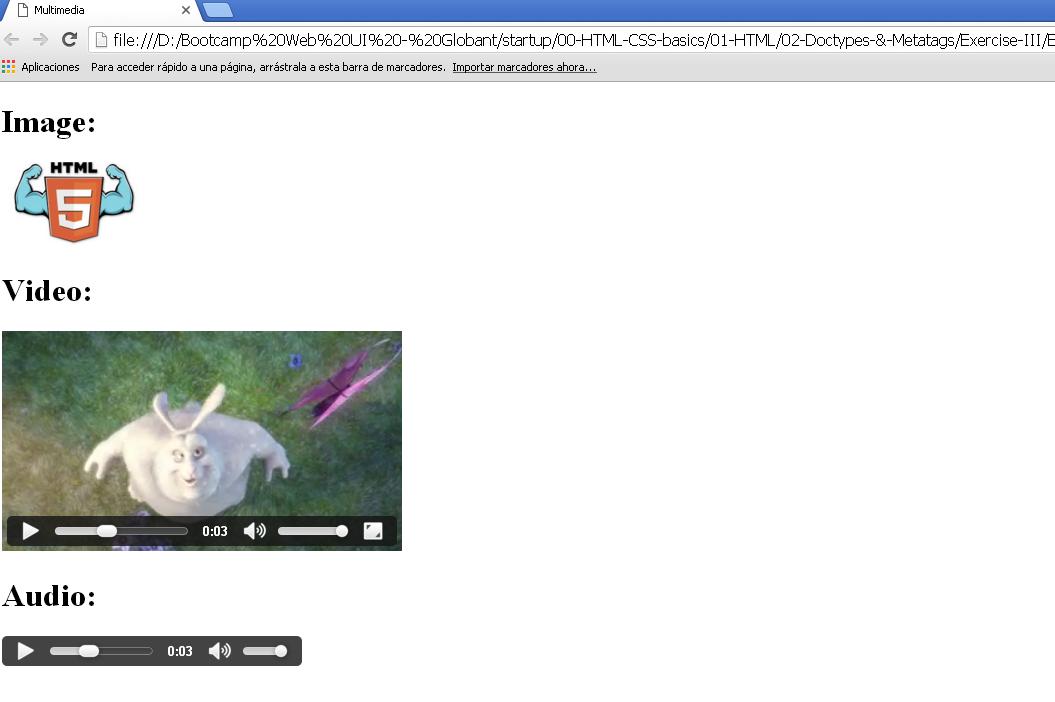 Multimedia
file:///D:/Bootcamp%20Web%20UI%20-%20Globant/startup/00-HTML-CSS-basics/01-HTML/02-Doctypes-&-Metatags/Exercise-III/E
Aplicaciones Para acceder rápido a una página, arrástrala a esta barra de marcadores. Importar marcadores ahora...
Image:
HTML
5
Video:
0:03
Audio:
0:03